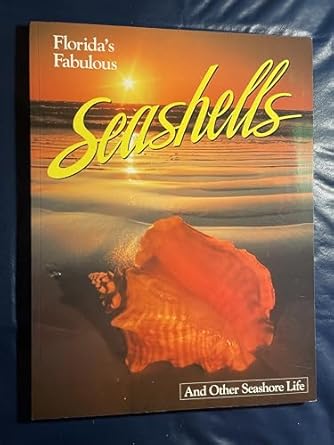 Florida's
Fabulous
Seashells
And Other Seashore Life